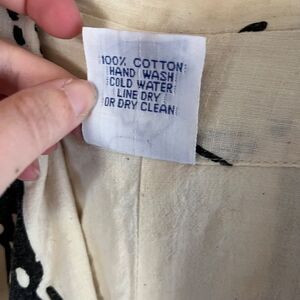 100% COTTON
HAND WASH
COLD WATER
LINE DRY
OR DRY CLEAN